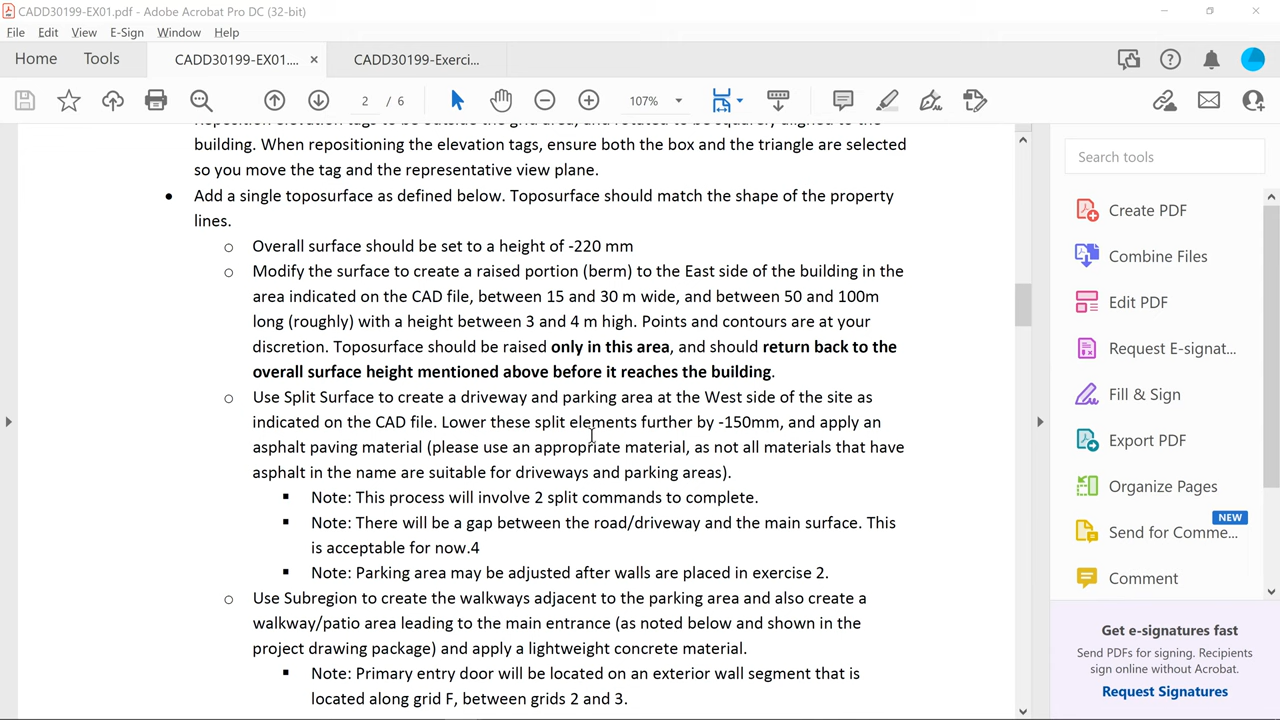 CADD30199-EX01.pdf - Adobe Acrobat Pro DC (32-bit)
File Edit View E-Sign Window Help
Home Tools CADD30199-EX01.... × CADD30199-Exerci...
2 / 6 107%
Reposition elevation tags to be outside the grid area, and rotated to be squarely aligned to the
building. When repositioning the elevation tags, ensure both the box and the triangle are selected
so you move the tag and the representative view plane.
• Add a single toposurface as defined below. Toposurface should match the shape of the property
lines.
o Overall surface should be set to a height of -220 mm
o Modify the surface to create a raised portion (berm) to the East side of the building in the
area indicated on the CAD file, between 15 and 30 m wide, and between 50 and 100m
long (roughly) with a height between 3 and 4 m high. Points and contours are at your
discretion. Toposurface should be raised only in this area, and should return back to the
overall surface height mentioned above before it reaches the building.
o Use Split Surface to create a driveway and parking area at the West side of the site as
indicated on the CAD file. Lower these split elements further by -150mm, and apply an
asphalt paving material (please use an appropriate material, as not all materials that have
asphalt in the name are suitable for driveways and parking areas).
▪ Note: This process will involve 2 split commands to complete.
▪ Note: There will be a gap between the road/driveway and the main surface. This
is acceptable for now.4
▪ Note: Parking area may be adjusted after walls are placed in exercise 2.
o Use Subregion to create the walkways adjacent to the parking area and also create a
walkway/patio area leading to the main entrance (as noted below and shown in the
project drawing package) and apply a lightweight concrete material.
▪ Note: Primary entry door will be located on an exterior wall segment that is
located along grid F, between grids 2 and 3.
Search tools
Create PDF
Combine Files
Edit PDF
Request E-signat...
Fill & Sign
Export PDF
Organize Pages
NEW
Send for Comme...
Comment
Get e-signatures fast
Send PDFs for signing. Recipients
sign online without Acrobat.
Request Signatures